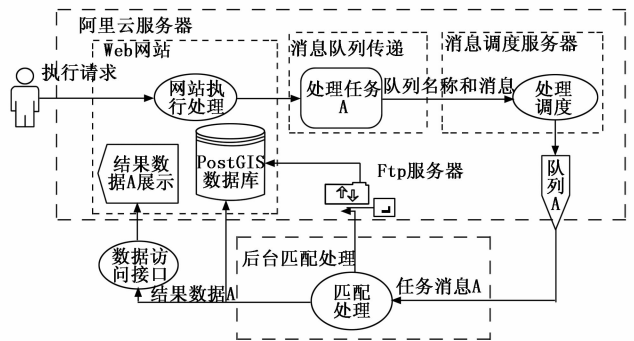 阿里云服务器
Web网站
消息队列传递
消息调度服务器
执行请求
网站执
行处理
处理任务
A
队列名称和消息
处理
调度
结果数
据A展示
PostGIS
数据库
Ftp服务器
队
列
A
数据访
问接口
后台匹配处理
结果数据A
匹配
处理
任务消息A